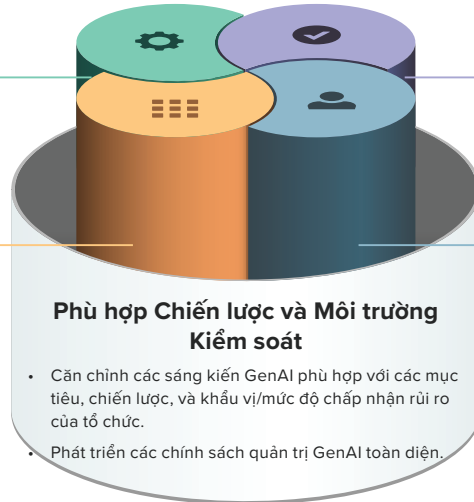 Phù hợp Chiến lược và Môi trường
Kiểm soát
• Căn chỉnh các sáng kiến GenAI phù hợp với các mục
tiêu, chiến lược, và khẩu vị/mức độ chấp nhận rủi ro
của tổ chức.
• Phát triển các chính sách quản trị GenAI toàn diện.